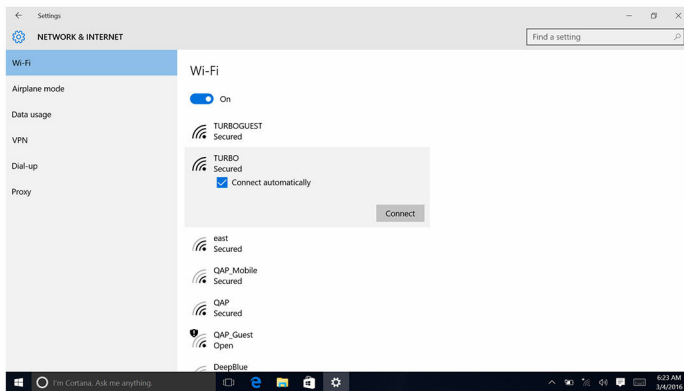 Settings
NETWORK & INTERNET
Find a setting
Wi-Fi
Airplane mode
Data usage
VPN
Dial-up
Proxy
Wi-Fi
On
TURBOGUEST
Secured
TURBO
Secured
Connect automatically
Connect
east
Secured
QAP_Mobile
Secured
QAP
Secured
QAP_Guest
Open
DeepBlue
I'm Cortana. Ask me anything.
6:23 AM
3/4/2016